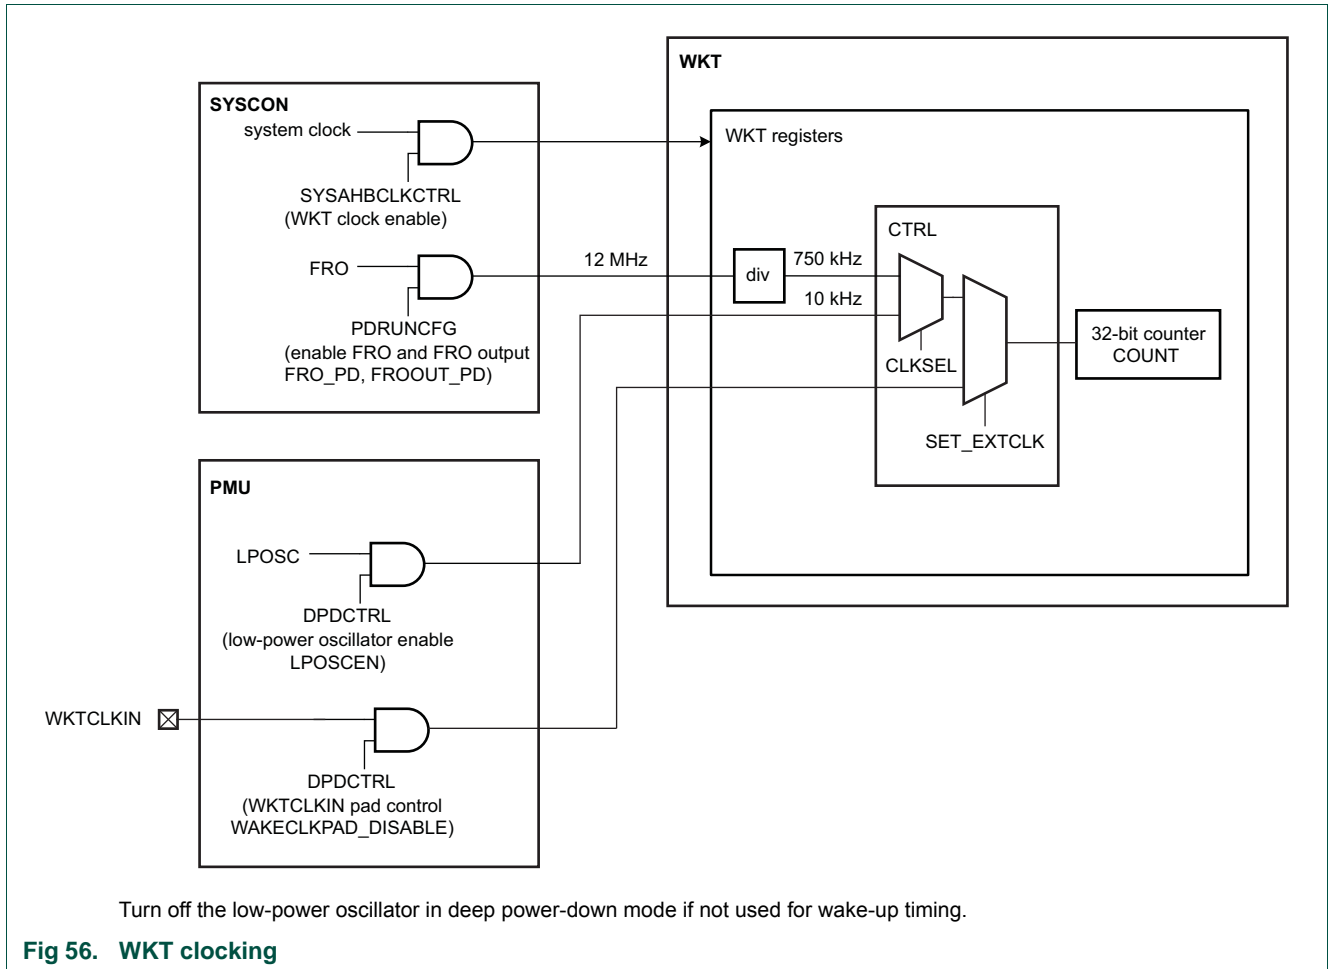 WKT
SYSCON
system clock
SYSAHBCLKCTRL
(WKT clock enable)
FRO
PDRUNCFG
(enable FRO and FRO output
FRO_PD, FROOUT_PD)
12 MHz
WKT registers
div
750 kHz
10 kHz
CTRL
CLKSEL
SET_EXTCLK
32-bit counter
COUNT
PMU
LPOSC
DPDCTRL
(low-power oscillator enable
LPOSCEN)
WKTCLKIN
DPDCTRL
(WKTCLKIN pad control
WAKECLKPAD_DISABLE)
Turn off the low-power oscillator in deep power-down mode if not used for wake-up timing.
Fig 56. WKT clocking